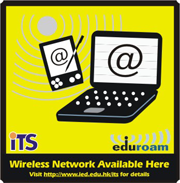 @
@
iTS
eduroam
Wireless Network Available Here
Visit http://www.ied.edu.hk/its for details